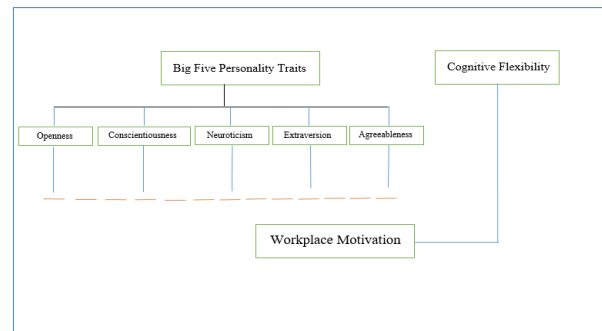 Big Five Personality Traits
Cognitive Flexibility
Openness
Conscientiousness
Neuroticism
Extraversion
Agreeableness
Workplace Motivation